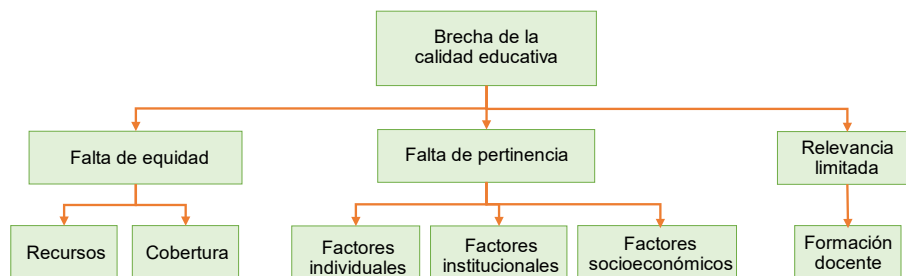 Brecha de la
calidad educativa
Falta de equidad
Falta de pertinencia
Relevancia
limitada
Recursos
Cobertura
Factores
individuales
Factores
institucionales
Factores
socioeconómicos
Formación
docente